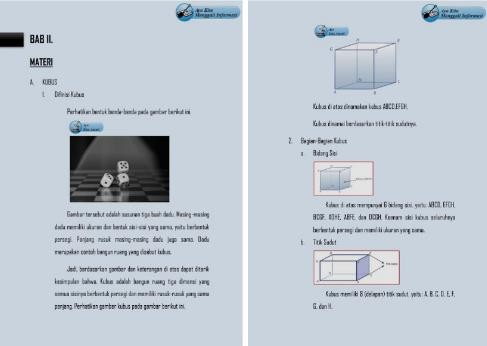 Ayo Kita
Menggali Informasi
BAB II.
MATERI
A. KUBUS
1. Difinisi Kubus
Perhatikan bentuk benda-benda pada gambar berikut ini.
Gambar tersebut adalah susunan tiga buah dadu. Masing-masing
dadu memiliki ukuran dan bentuk sisi-sisi yang sama, yaitu berbentuk
persegi. Panjang rusuk masing-masing dadu juga sama. Dadu
merupakan contoh bangun ruang yang disebut kubus.
Jadi, berdasarkan gambar dan keterangan di atas dapat ditarik
kesimpulan bahwa. Kubus adalah bangun ruang tiga dimensi yang
semua sisinya berbentuk persegi dan memiliki rusuk-rusuk yang sama
panjang. Perhatikan gambar kubus pada gambar berikut ini.
Ayo Kita
Menggali Informasi
Kubus di atas dinamakan kubus ABCD.EFGH.
Kubus dinamai berdasarkan titik-titik sudutnya.
2. Bagian-Bagian Kubus
a. Bidang Sisi
Kubus di atas mempunyai 6 bidang sisi, yaitu: ABCD, EFGH,
BCGF, ADHE, ABFE, dan DCGH. Keenam sisi kubus seluruhnya
berbentuk persegi dan memiliki ukuran yang sama.
b. Titik Sudut
Kubus memiliki 8 (delapan) titik sudut, yaitu : A, B, C, D, E, F,
G, dan H.